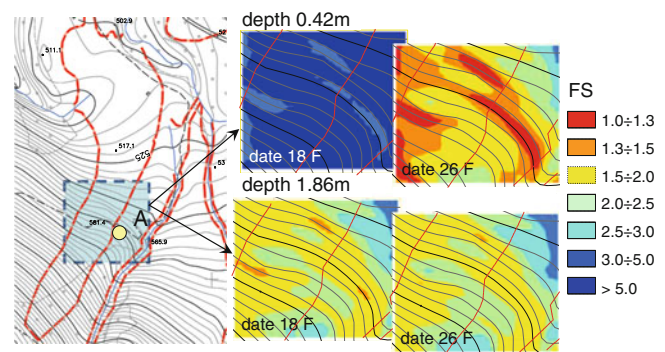 502.9
511.1
52
517.1
525
53
561.4
A
565.9
depth 0.42m
date 18 F
date 26 F
depth 1.86m
date 18 F
date 26 F
FS
1.0÷1.3
1.3÷1.5
1.5÷2.0
2.0÷2.5
2.5÷3.0
3.0÷5.0
> 5.0